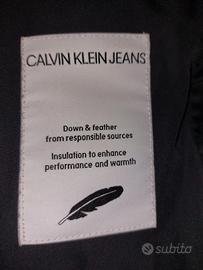 CALVIN KLEIN JEANS
Down & feather
from responsible sources
Insulation to enhance
performance and warmth
subito